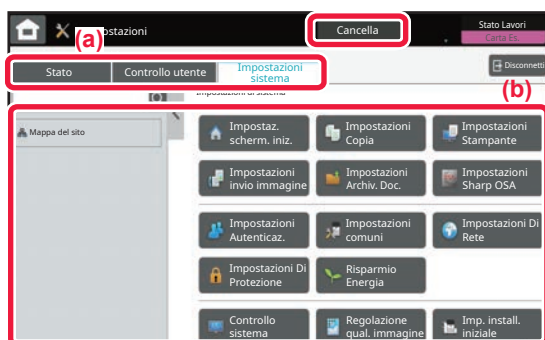 Impostazioni
Cancella
Stato Lavori
Carta Es.
(a)
Stato
Controllo utente
Impostazioni
sistema
Disconnetti
(b)
Impostazioni di sistema
Mappa del sito
Impostaz.
scherm. iniz.
Impostazioni
Copia
Impostazioni
Stampante
Impostazioni
invio immagine
Impostazioni
Archiv. Doc.
Impostazioni
Sharp OSA
Impostazioni
Autenticaz.
Impostazioni
comuni
Impostazioni Di
Rete
Impostazioni Di
Protezione
Risparmio
Energia
Controllo
sistema
Regolazione
qual. immagine
Imp. install.
iniziale